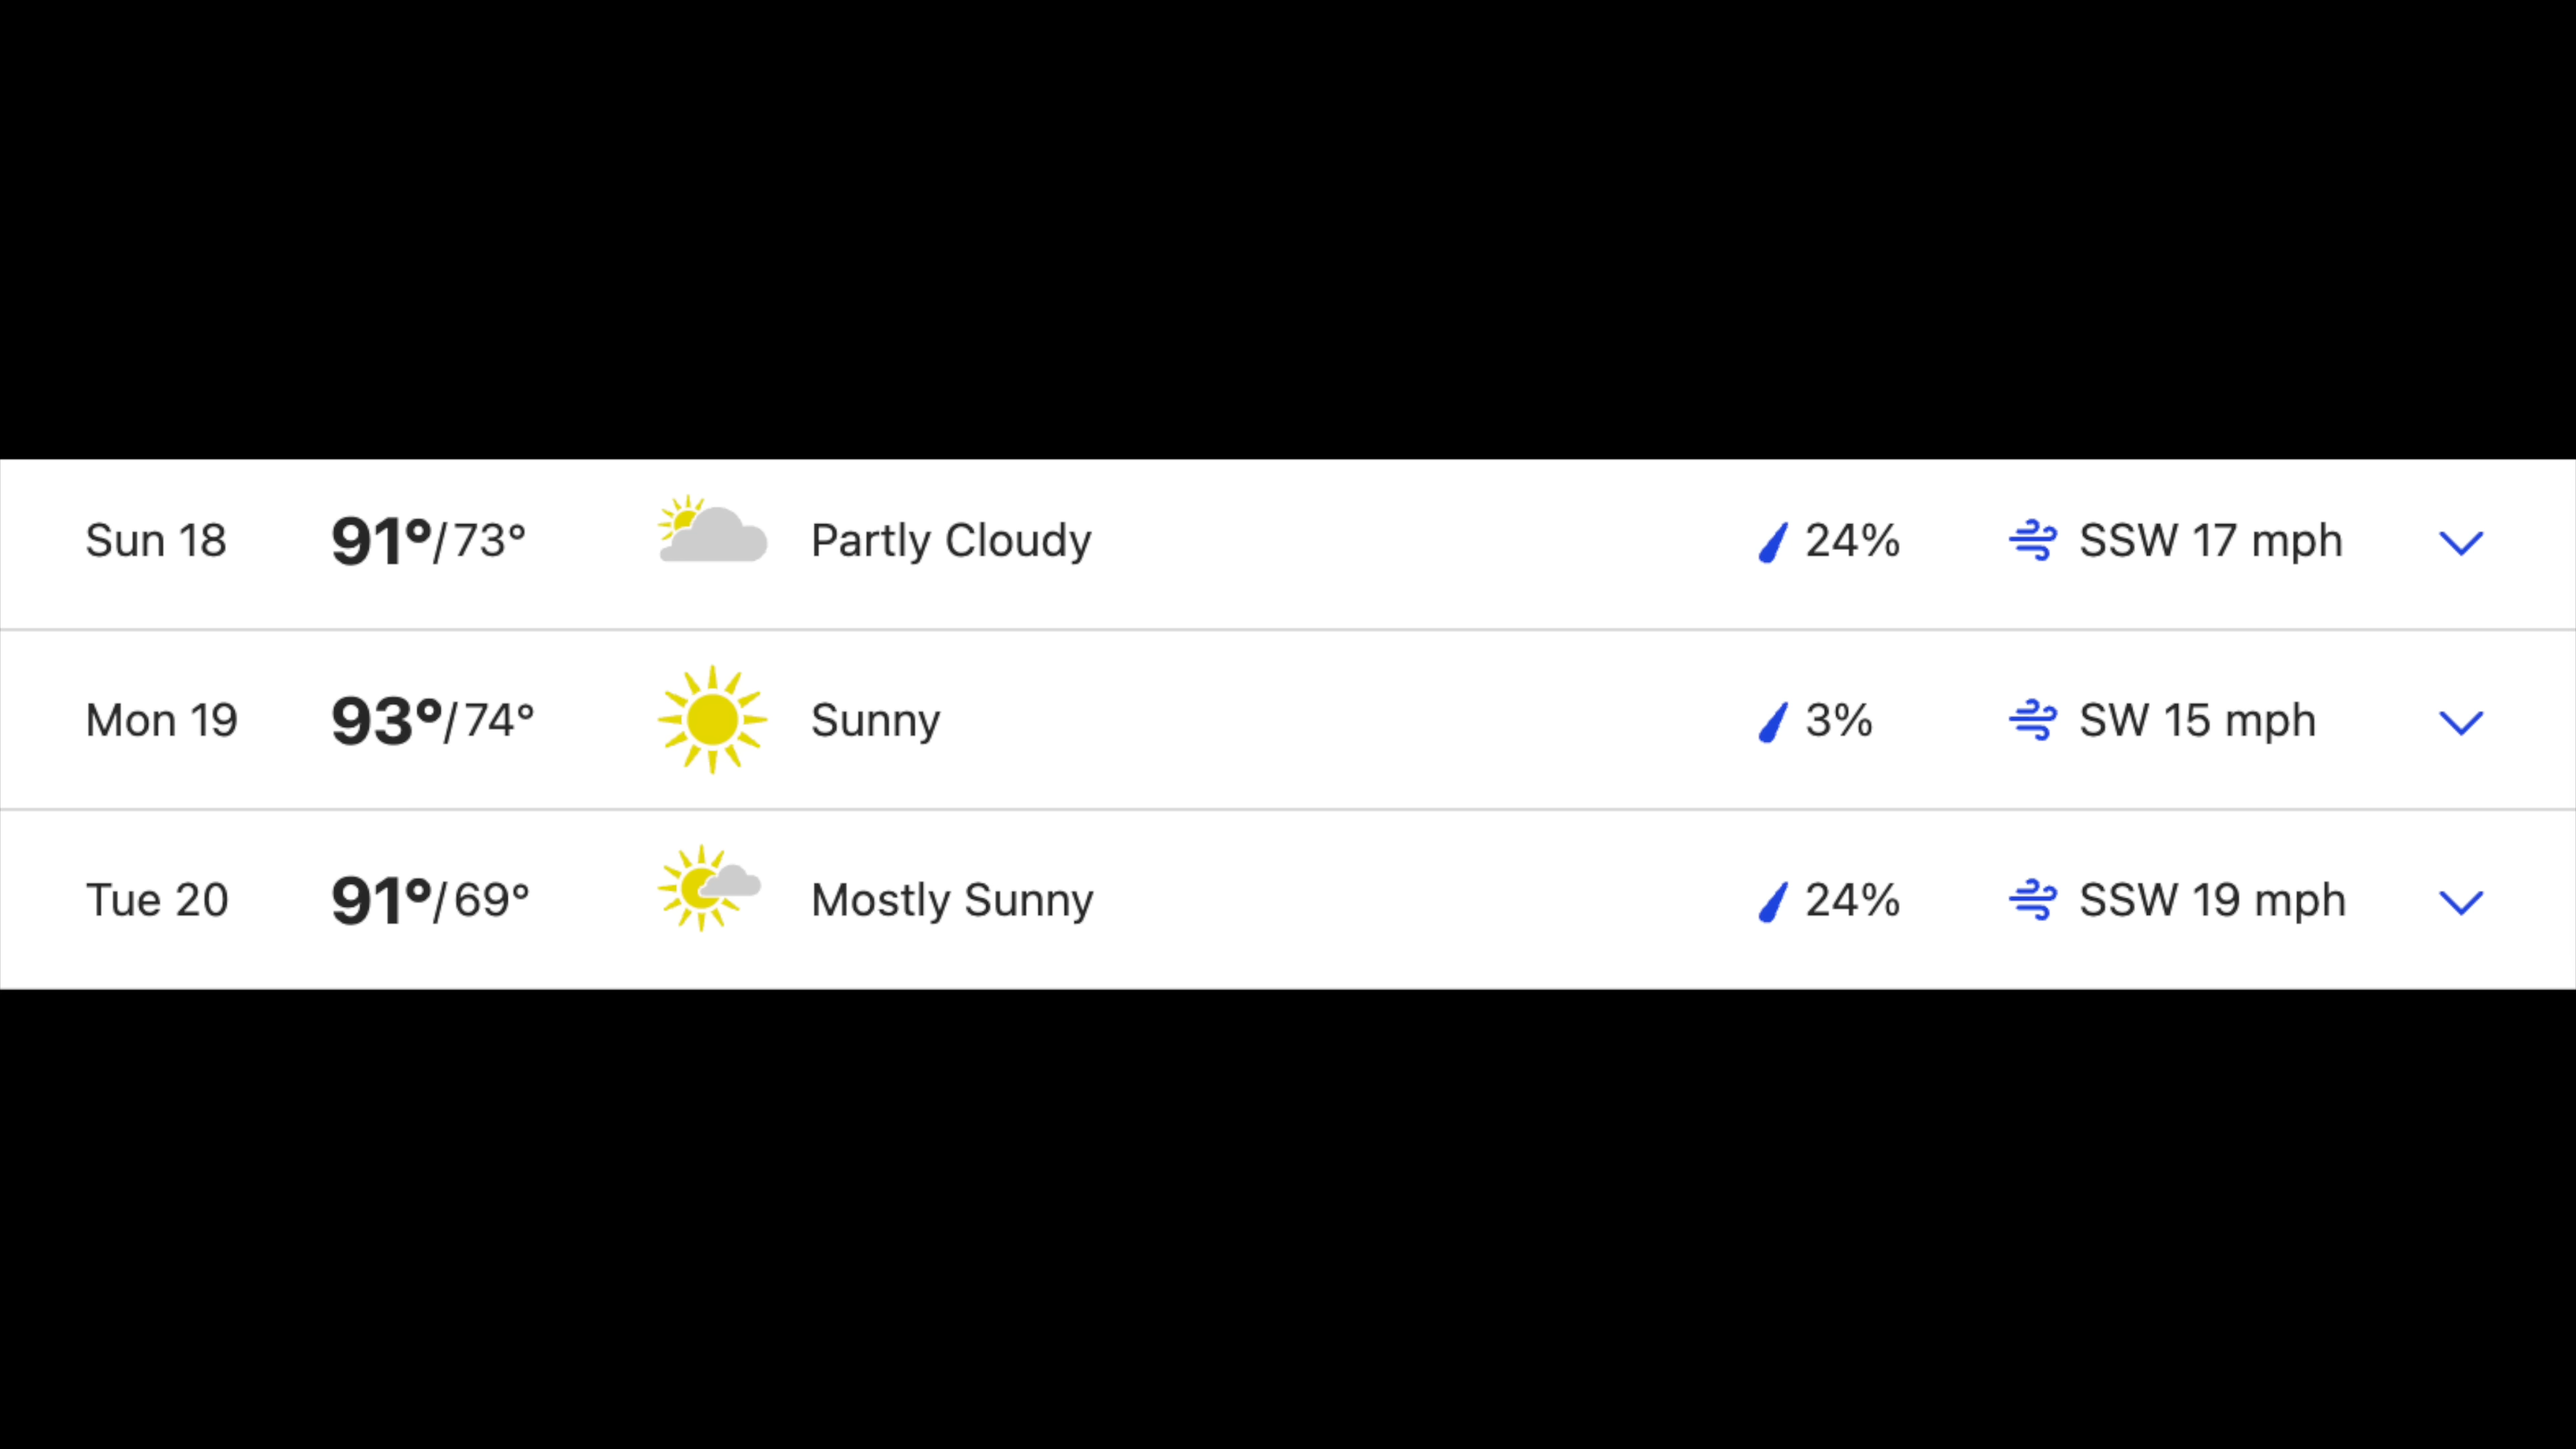 Sun 18 91°/73° Partly Cloudy 24% SSW 17 mph
Mon 19 93°/74° Sunny 3% SW 15 mph
Tue 20 91°/69° Mostly Sunny 24% SSW 19 mph